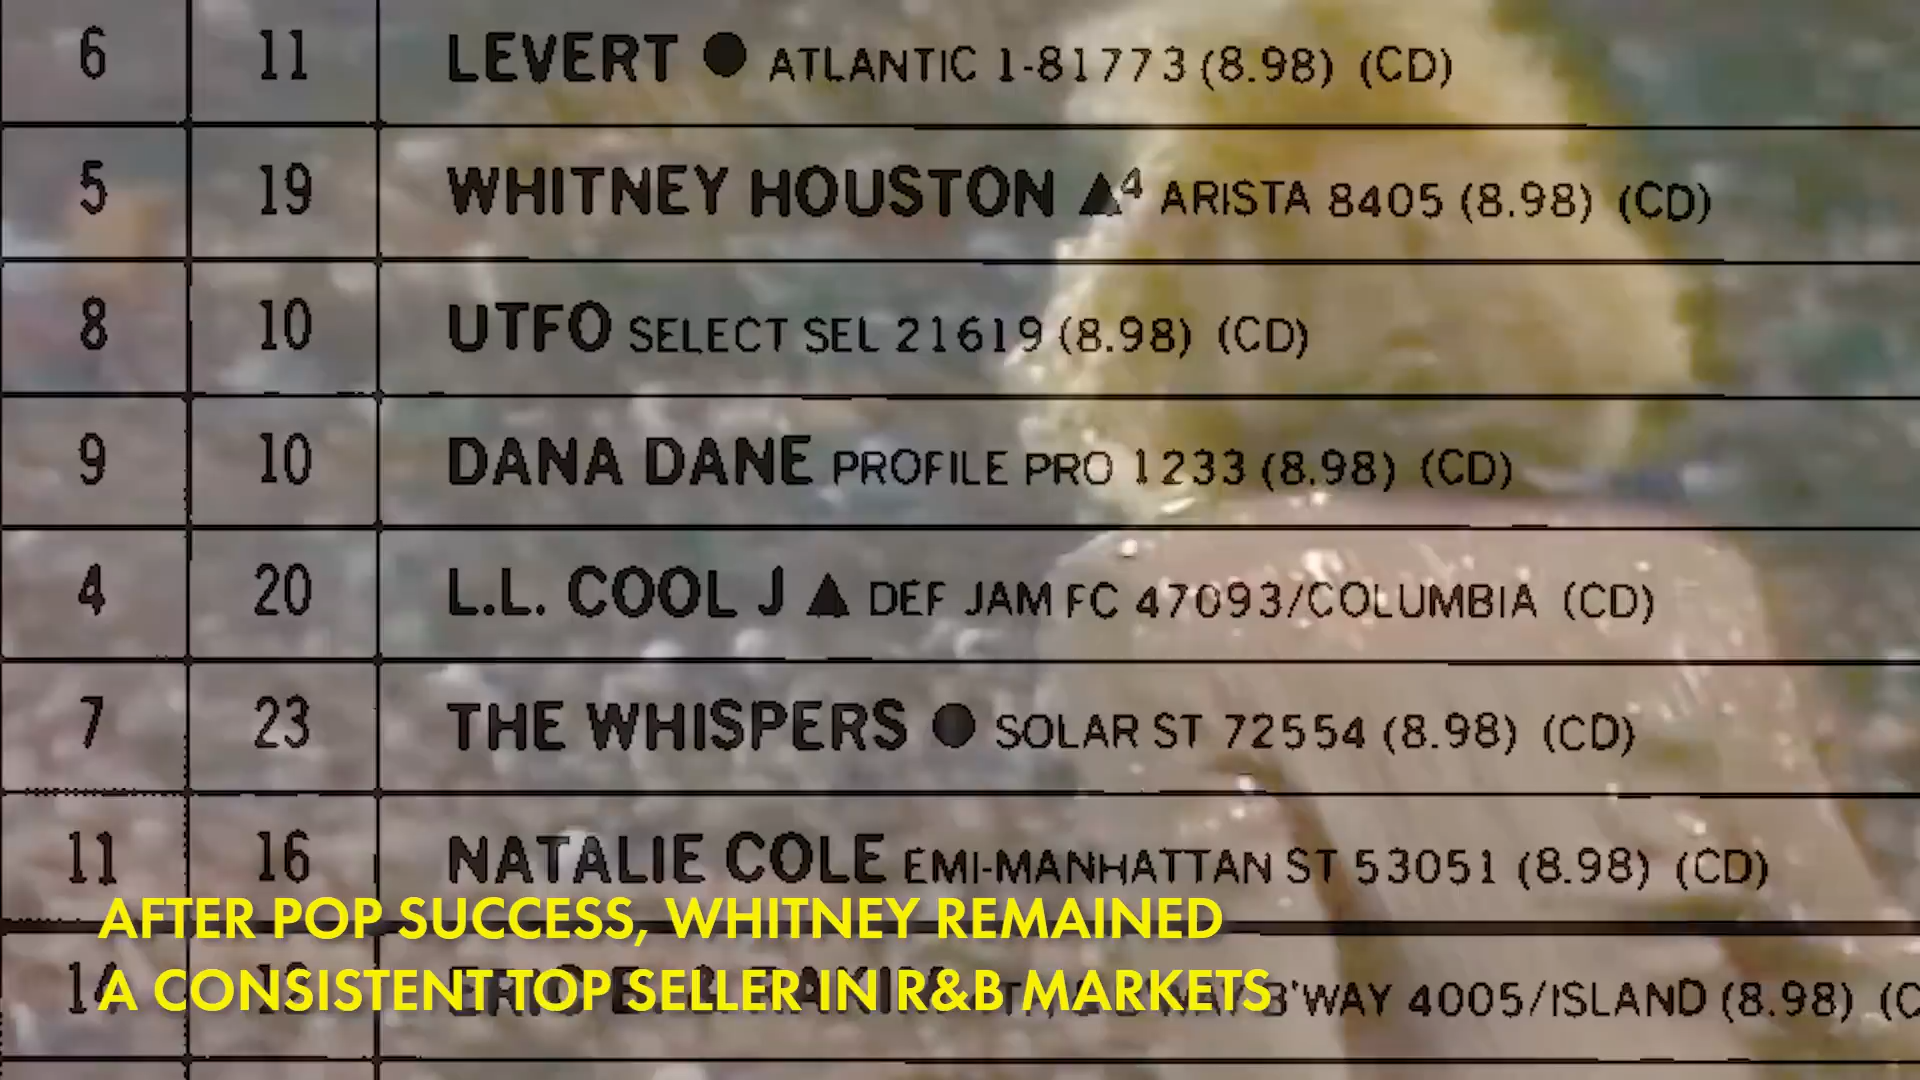 6 11 LEVERT ● ATLANTIC 1-81773 (8.98) (CD)
5 19 WHITNEY HOUSTON ▲4 ARISTA 8405 (8.98) (CD)
8 10 UTFO SELECT SEL 21619 (8.98) (CD)
9 10 DANA DANE PROFILE PRO 1233 (8.98) (CD)
4 20 L.L. COOL J ▲ DEF JAM FC 47093/COLUMBIA (CD)
7 23 THE WHISPERS ● SOLAR ST 72554 (8.98) (CD)
11 16 NATALIE COLE EMI-MANHATTAN ST 53051 (8.98) (CD)
AFTER POP SUCCESS, WHITNEY REMAINED
A CONSISTENT TOP SELLER IN R&B MARKETS
B'WAY 4005/ISLAND (8.98) (C